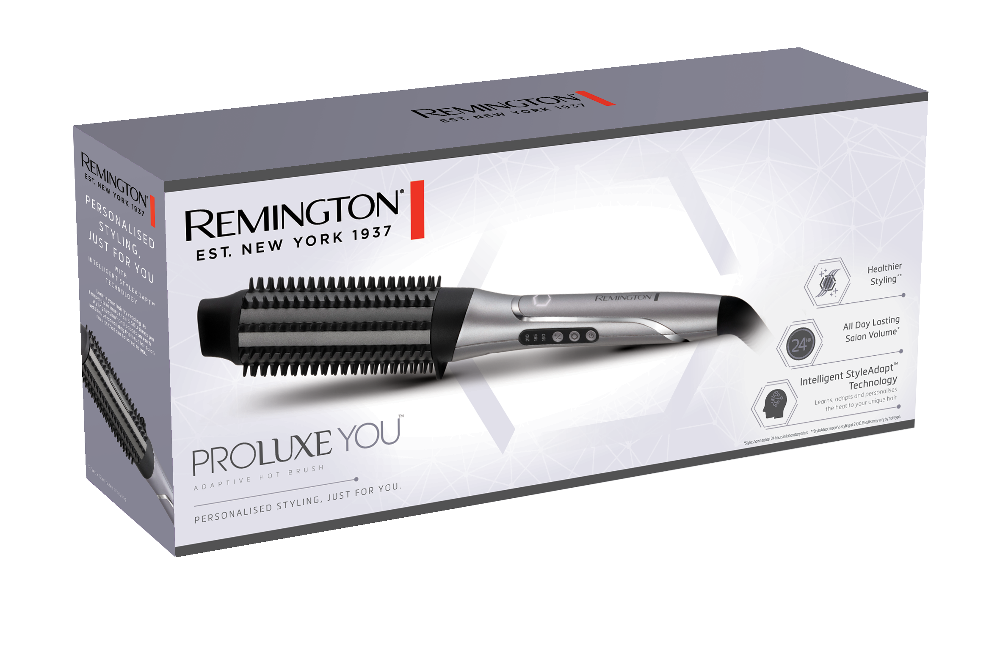 REMINGTON®
EST. NEW YORK 1937
REMINGTON®
EST. NEW YORK 1937
PERSONALISED
STYLING,
JUST FOR YOU
WITH
INTELLIGENT STYLEADAPT™
TECHNOLOGY
Learns your hair by reading its
temperature more than 5 500 times per
styling session^ and adapts on each
section, personalising the heat for salon
results that are tailored to you.
REMINGTON®
EST. NEW YORK 1937
REMINGTON
210
185
160
+/-
Healthier
Styling**
24HR
All Day Lasting
Salon Volume*
Intelligent StyleAdapt™
Technology
Learns, adapts and personalises
the heat to your unique hair
*Style shown to last 24 hours in laboratory trials **StyleAdapt mode Vs styling at 210 C. Results may vary by hair type.
PROLUXE YOU™
ADAPTIVE HOT BRUSH
PERSONALISED STYLING, JUST FOR YOU.